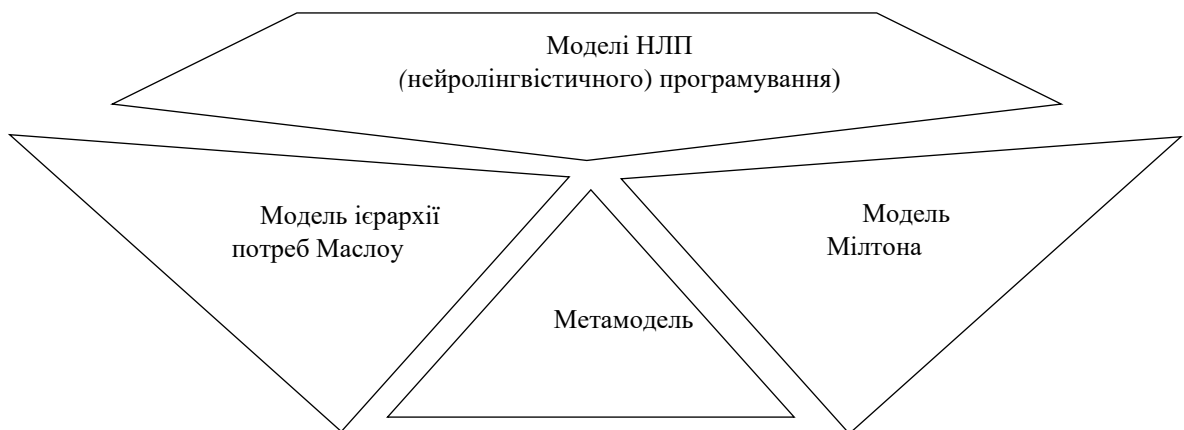 Моделі НЛП
(нейролінгвістичного) програмування)
Модель ієрархії
потреб Маслоу
Модель
Мілтона
Метамодель